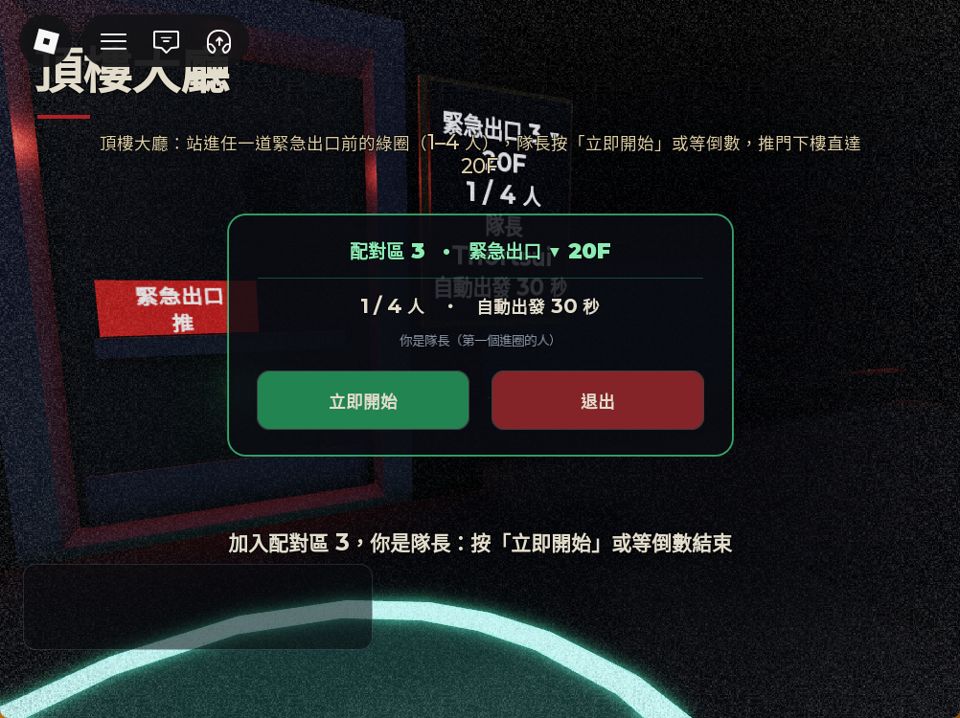 頂樓大廳
頂樓大廳：站進任一道緊急出口前的綠圈（1–4 人），隊長按「立即開始」或等倒數，推門下樓直達
20F
緊急出口 3
20F
1 / 4 人
隊長
自動出發 30 秒
配對區 3 • 緊急出口 ▼ 20F
1 / 4 人 · 自動出發 30 秒
你是隊長（第一個進圈的人）
立即開始
退出
緊急出口
推
加入配對區 3，你是隊長：按「立即開始」或等倒數結束